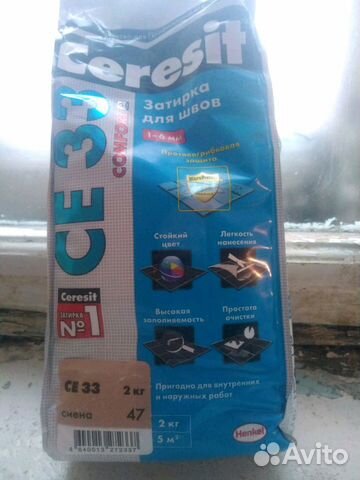 Ceresit
CE 33
COMFORT
Затирка
для швов
1-6 мм
Противогрибковая
защита
Стойкий
цвет
Легкость
нанесения
Высокая
заполняемость
Простота
очистки
Ceresit
ЗАТИРКА
№1
CE 33 2 кг
сиена 47
Пригодно для внутренних
и наружных работ
2 кг
5 м²
Henkel
Avito